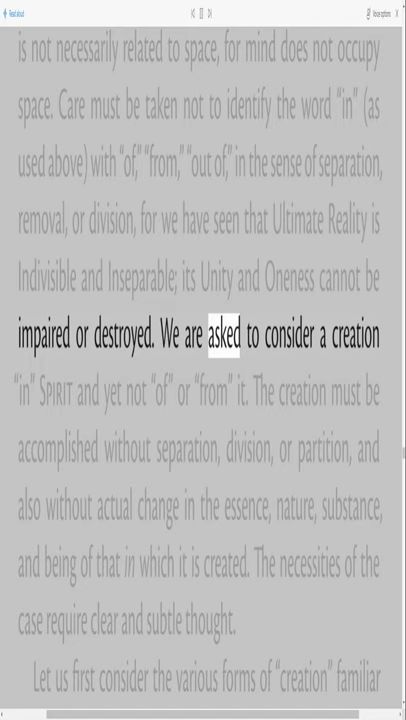 Read aloud
Voice options
is not necessarily related to space, for mind does not occupy
space. Care must be taken not to identify the word “in” (as
used above) with “of,” “from,” “out of,” in the sense of separation,
removal, or division, for we have seen that Ultimate Reality is
Indivisible and Inseparable; its Unity and Oneness cannot be
impaired or destroyed. We are asked to consider a creation
“in” SPIRIT and yet not “of” or “from” it. The creation must be
accomplished without separation, division, or partition, and
also without actual change in the essence, nature, substance,
and being of that in which it is created. The necessities of the
case require clear and subtle thought.
Let us first consider the various forms of “creation” familiar